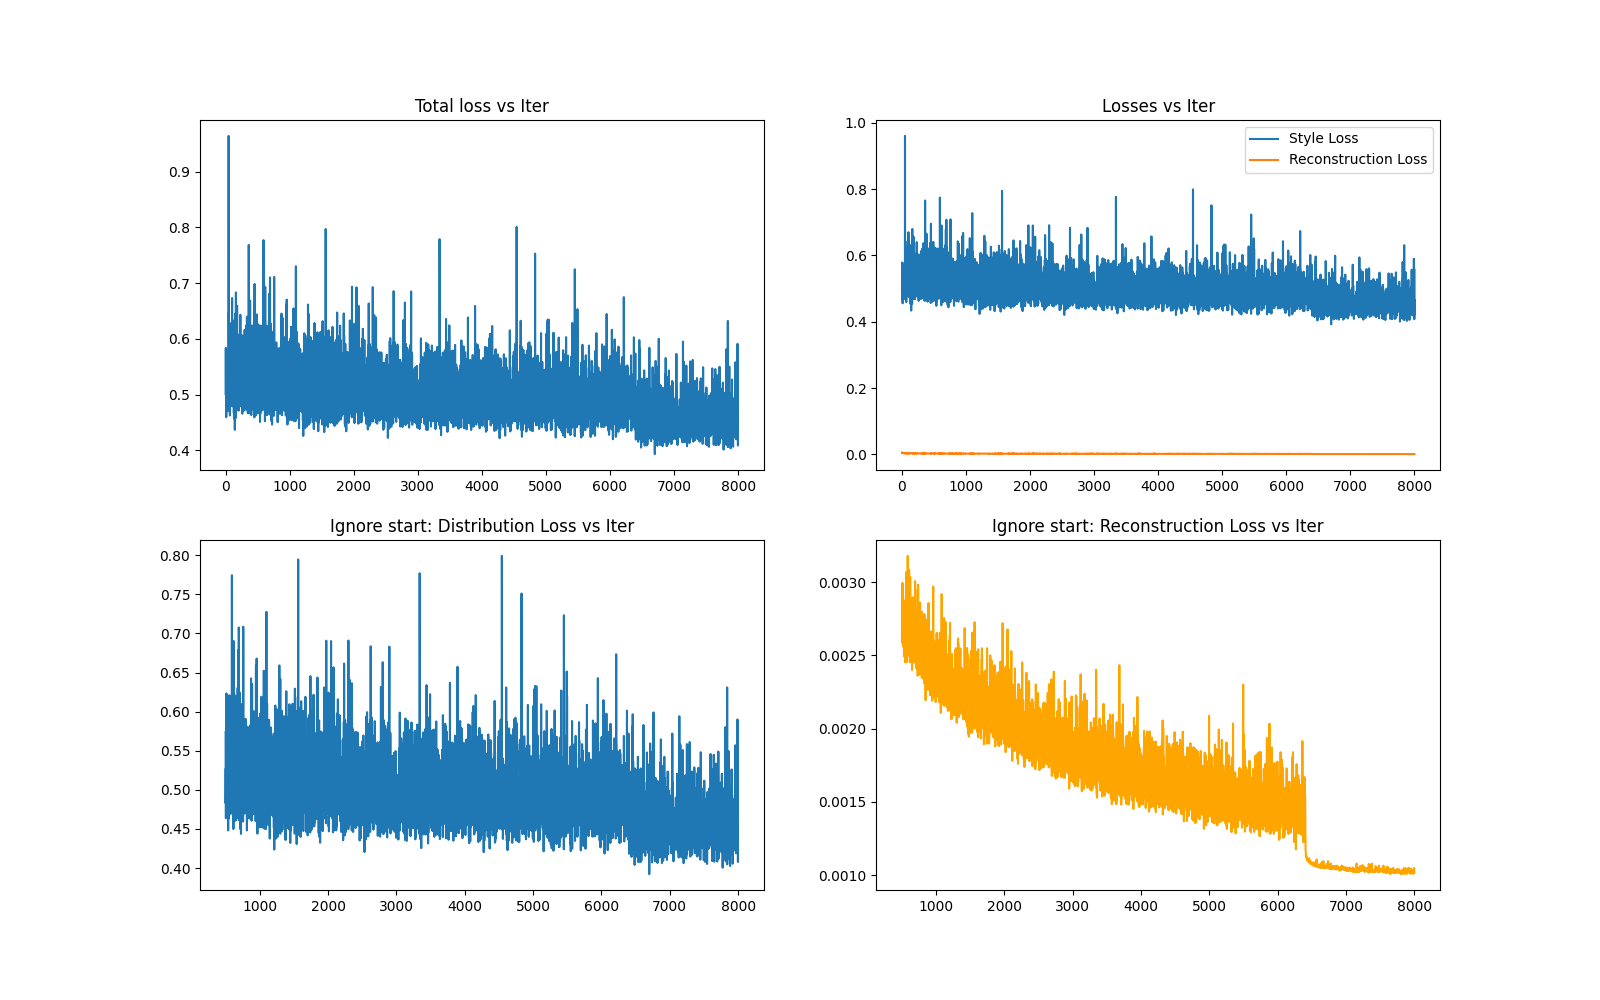 Total loss vs Iter
0.9
0.8
0.7
0.6
0.5
0.4
0 1000 2000 3000 4000 5000 6000 7000 8000
Losses vs Iter
1.0
0.8
0.6
0.4
0.2
0.0
Style Loss
Reconstruction Loss
0 1000 2000 3000 4000 5000 6000 7000 8000
Ignore start: Distribution Loss vs Iter
0.80
0.75
0.70
0.65
0.60
0.55
0.50
0.45
0.40
1000 2000 3000 4000 5000 6000 7000 8000
Ignore start: Reconstruction Loss vs Iter
0.0030
0.0025
0.0020
0.0015
0.0010
1000 2000 3000 4000 5000 6000 7000 8000